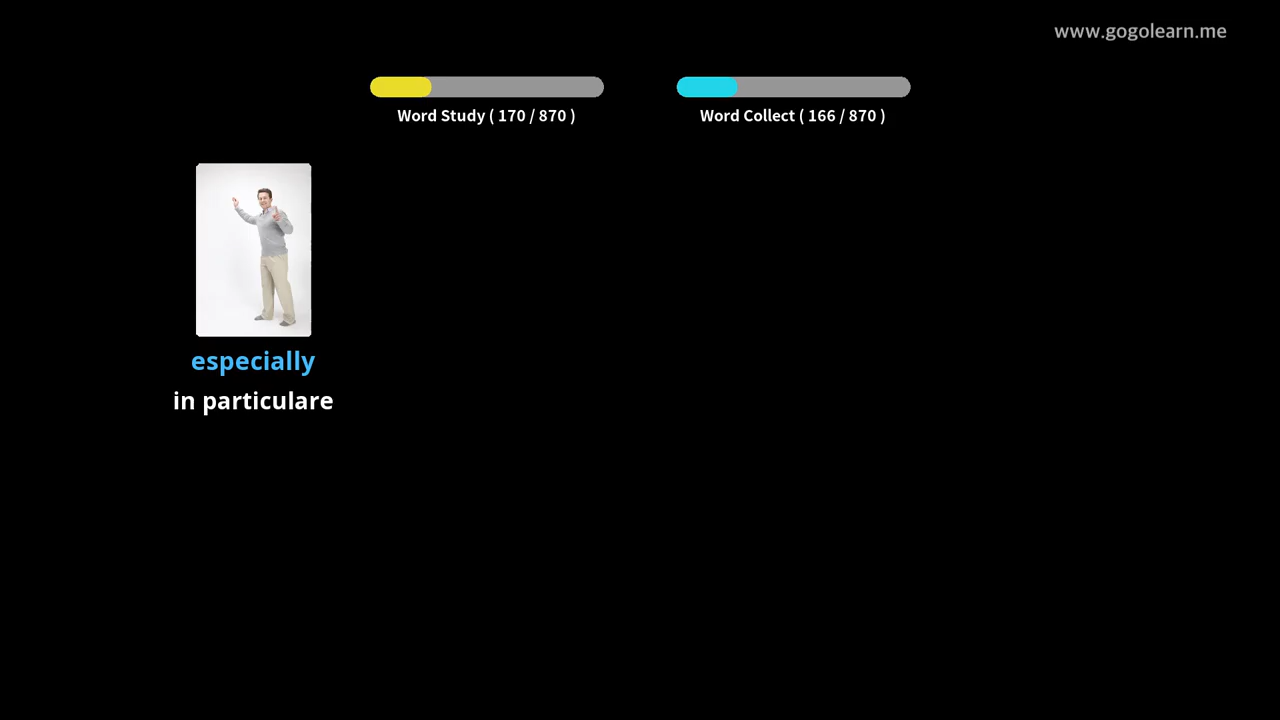 www.gogolearn.me
Word Study ( 170 / 870 )
Word Collect ( 166 / 870 )
especially
in particulare